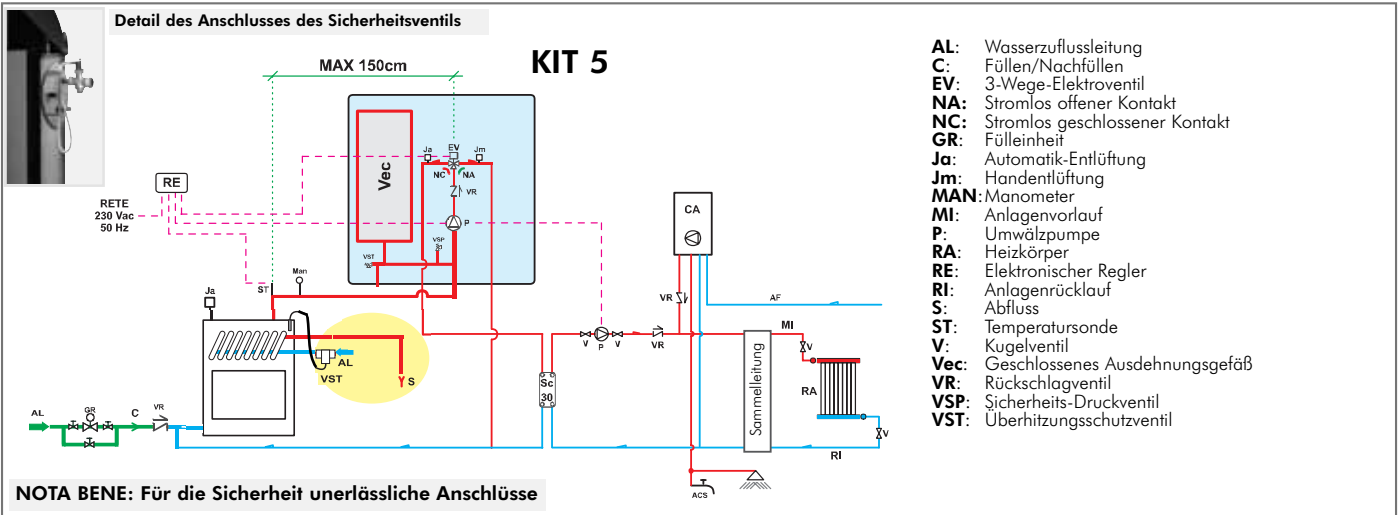 Detail des Anschlusses des Sicherheitsventils
KIT 5
MAX 150cm
Vec
Ja
EV
Jm
NC
NA
VR
P
VSP
VST
RE
RETE
230 Vac
50 Hz
ST
Man
Ja
AL
VST
S
AL
GR
C
VR
Sc
30
V
P
V
VR
VR
CA
AF
MI
Sammelleitung
V
RA
V
RI
ACS
NOTA BENE: Für die Sicherheit unerlässliche Anschlüsse
AL: Wasserzuflussleitung
C: Füllen/Nachfüllen
EV: 3-Wege-Elektroventil
NA: Stromlos offener Kontakt
NC: Stromlos geschlossener Kontakt
GR: Fülleinheit
Ja: Automatik-Entlüftung
Jm: Handentlüftung
MAN: Manometer
MI: Anlagenvorlauf
P: Umwälzpumpe
RA: Heizkörper
RE: Elektronischer Regler
RI: Anlagenrücklauf
S: Abfluss
ST: Temperatursonde
V: Kugelventil
Vec: Geschlossenes Ausdehnungsgefäß
VR: Rückschlagventil
VSP: Sicherheits-Druckventil
VST: Überhitzungsschutzventil